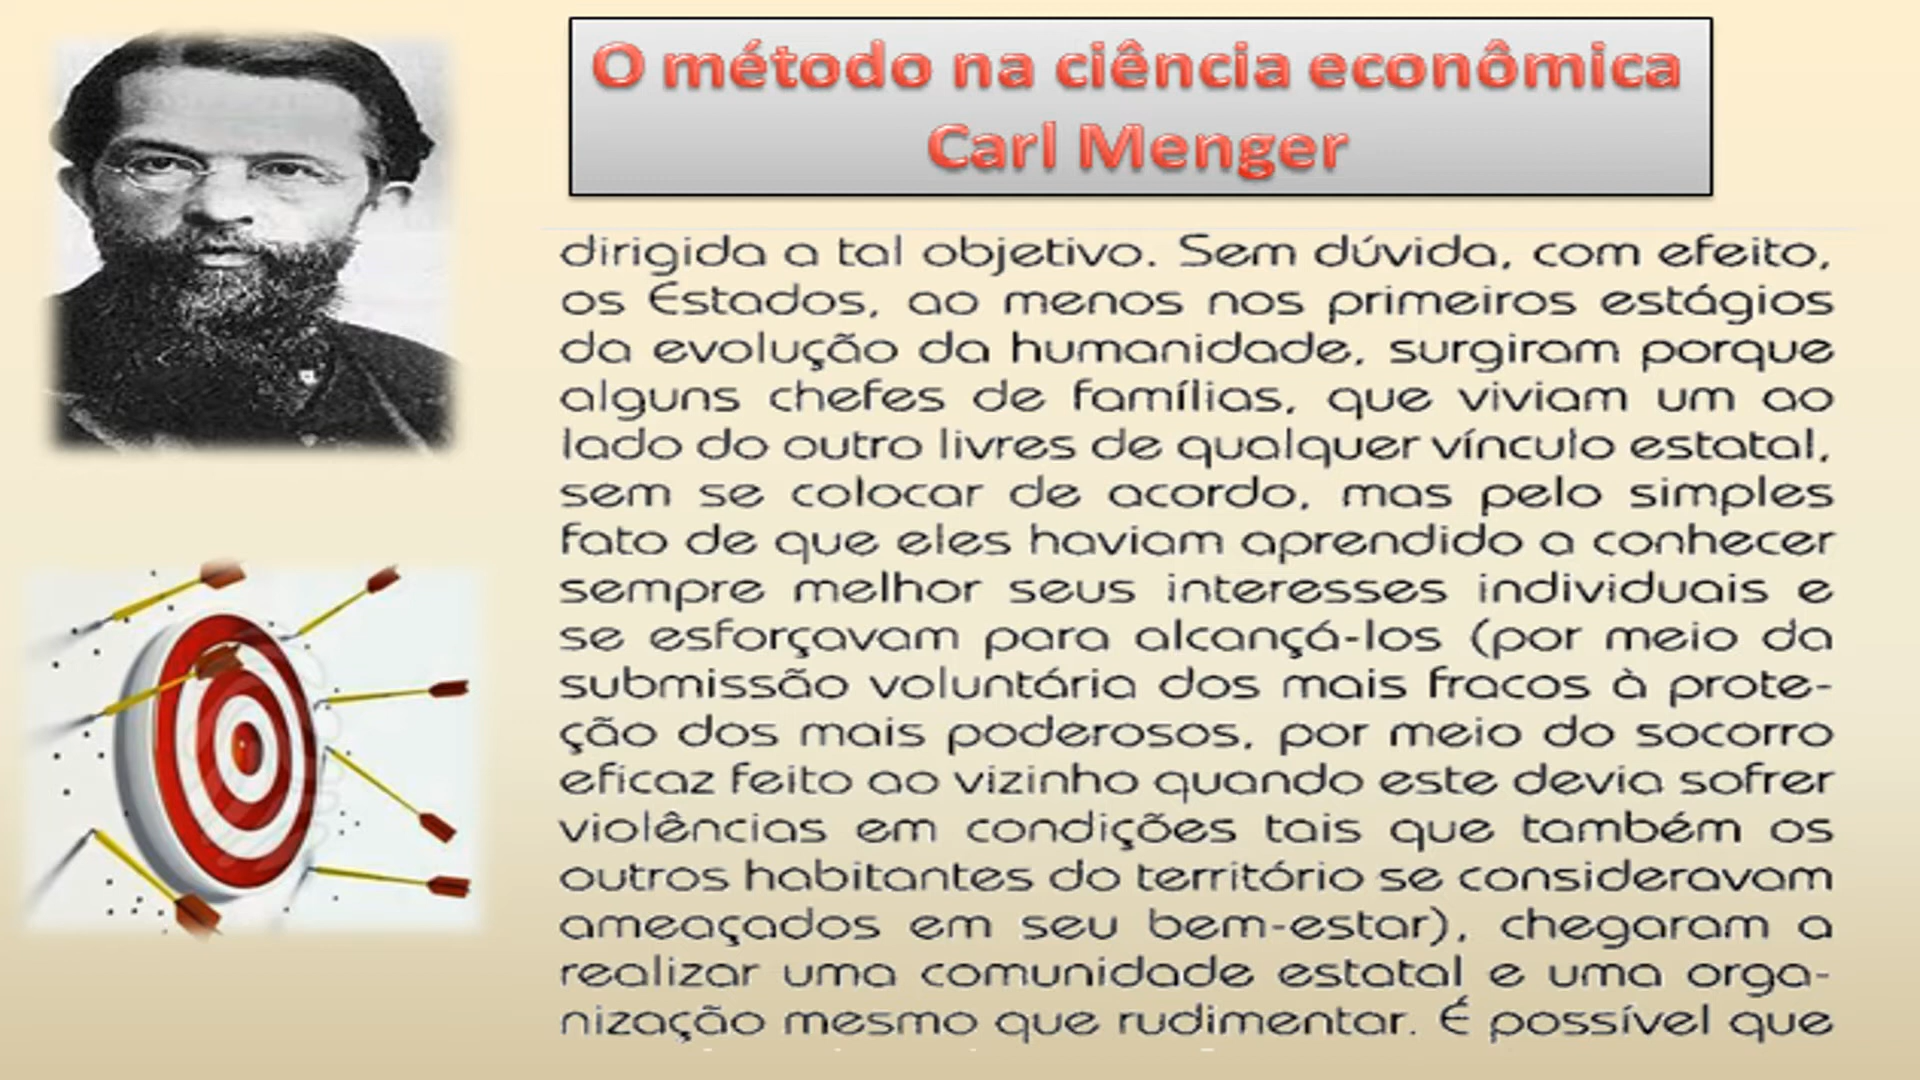 O método na ciência econômica
Carl Menger
dirigida a tal objetivo. Sem dúvida, com efeito,
os Estados, ao menos nos primeiros estágios
da evolução da humanidade, surgiram porque
alguns chefes de famílias, que viviam um ao
lado do outro livres de qualquer vínculo estatal,
sem se colocar de acordo, mas pelo simples
fato de que eles haviam aprendido a conhecer
sempre melhor seus interesses individuais e
se esforçavam para alcançá-los (por meio da
submissão voluntária dos mais fracos à prote-
ção dos mais poderosos, por meio do socorro
eficaz feito ao vizinho quando este devia sofrer
violências em condições tais que também os
outros habitantes do território se consideravam
ameaçados em seu bem-estar), chegaram a
realizar uma comunidade estatal e uma orga-
nização mesmo que rudimentar. É possível que